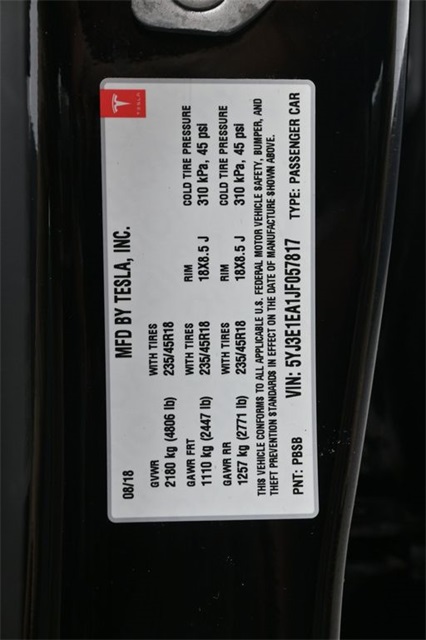 TESLA
MFD BY TESLA, INC.
08/18
GVWR WITH TIRES RIM COLD TIRE PRESSURE
2180 kg (4806 lb) 235/45R18
GAWR FRT WITH TIRES RIM COLD TIRE PRESSURE
1110 kg (2447 lb) 235/45R18 18X8.5 J 310 kPa, 45 psi
GAWR RR WITH TIRES RIM COLD TIRE PRESSURE
1257 kg (2771 lb) 235/45R18 18X8.5 J 310 kPa, 45 psi
THIS VEHICLE CONFORMS TO ALL APPLICABLE U.S. FEDERAL MOTOR VEHICLE SAFETY, BUMPER, AND
THEFT PREVENTION STANDARDS IN EFFECT ON THE DATE OF MANUFACTURE SHOWN ABOVE.
VIN: 5YJ3E1EA1JF057817 TYPE: PASSENGER CAR
PNT: PBSB